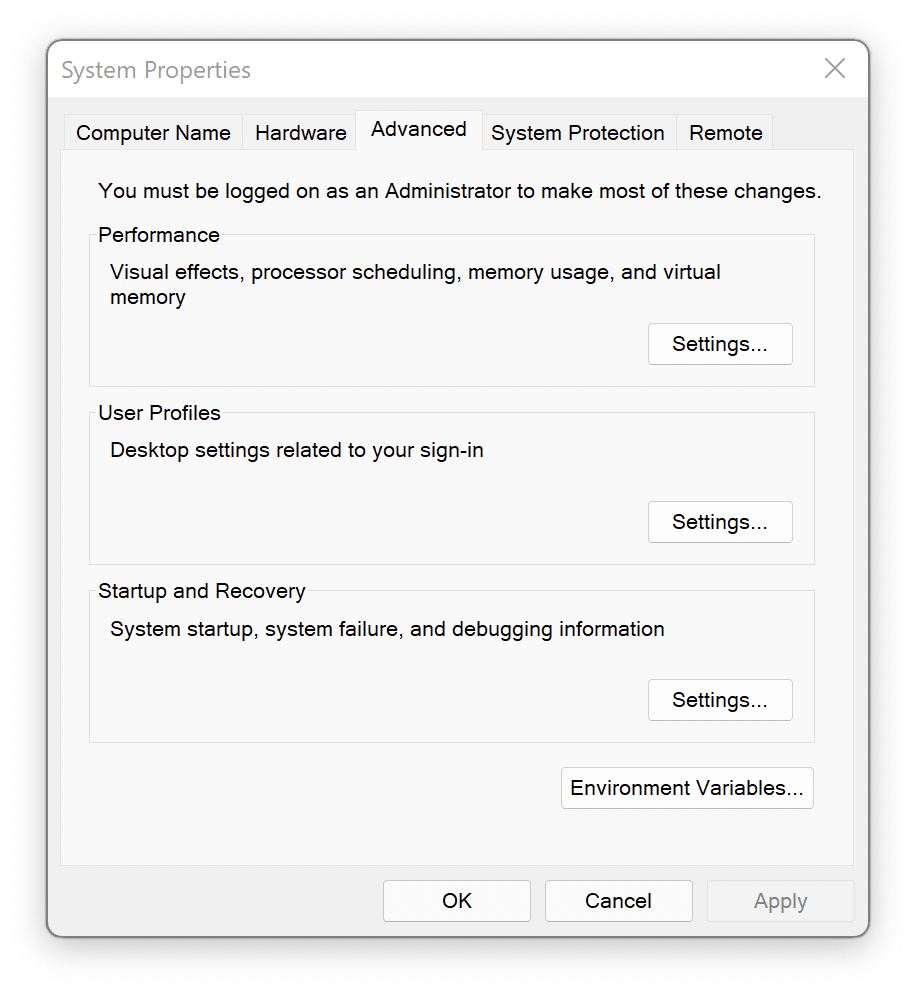 System Properties
Computer Name
Hardware
Advanced
System Protection
Remote
You must be logged on as an Administrator to make most of these changes.
Performance
Visual effects, processor scheduling, memory usage, and virtual
memory
Settings...
User Profiles
Desktop settings related to your sign-in
Settings...
Startup and Recovery
System startup, system failure, and debugging information
Settings...
Environment Variables...
OK
Cancel
Apply